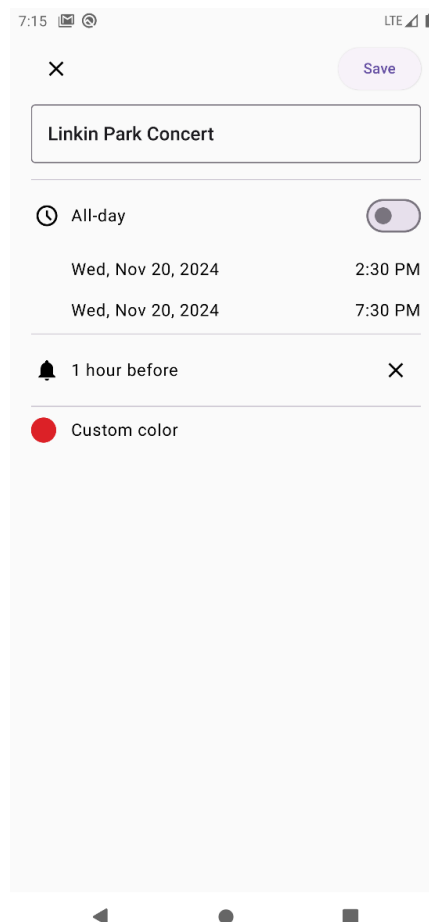 7:15 LTE
Save
Linkin Park Concert
All-day
Wed, Nov 20, 2024 2:30 PM
Wed, Nov 20, 2024 7:30 PM
1 hour before
Custom color